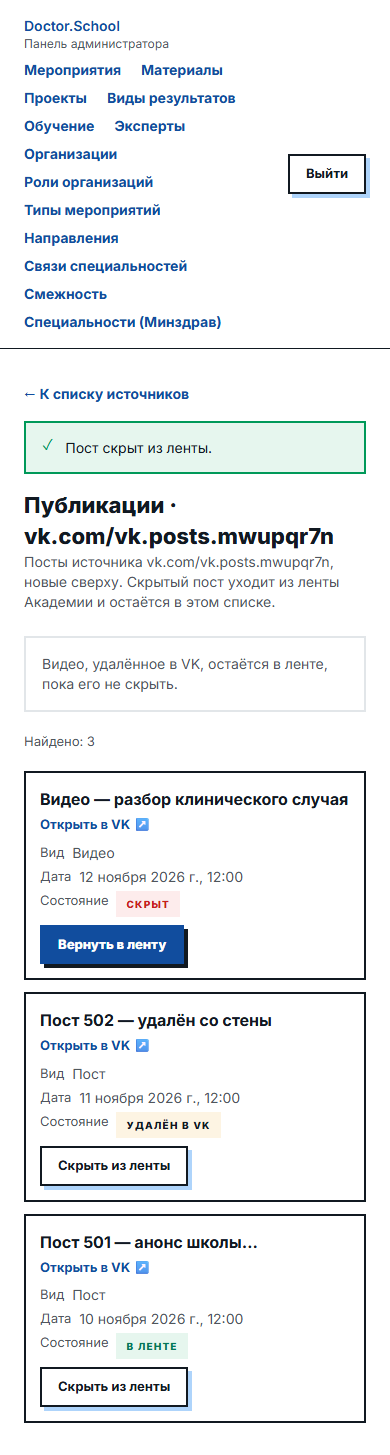 Doctor.School
Панель администратора
Мероприятия Материалы
Проекты Виды результатов
Обучение Эксперты
Организации
Роли организаций
Типы мероприятий
Направления
Связи специальностей
Смежность
Специальности (Минздрав)
Выйти
← К списку источников
✓ Пост скрыт из ленты.
Публикации ·
vk.com/vk.posts.mwupqr7n
Посты источника vk.com/vk.posts.mwupqr7n,
новые сверху. Скрытый пост уходит из ленты
Академии и остаётся в этом списке.
Видео, удалённое в VK, остаётся в ленте,
пока его не скрыть.
Найдено: 3
Видео — разбор клинического случая
Открыть в VK ↗
Вид Видео
Дата 12 ноября 2026 г., 12:00
Состояние СКРЫТ
Вернуть в ленту
Пост 502 — удалён со стены
Открыть в VK ↗
Вид Пост
Дата 11 ноября 2026 г., 12:00
Состояние УДАЛЁН В VK
Скрыть из ленты
Пост 501 — анонс школы…
Открыть в VK ↗
Вид Пост
Дата 10 ноября 2026 г., 12:00
Состояние В ЛЕНТЕ
Скрыть из ленты